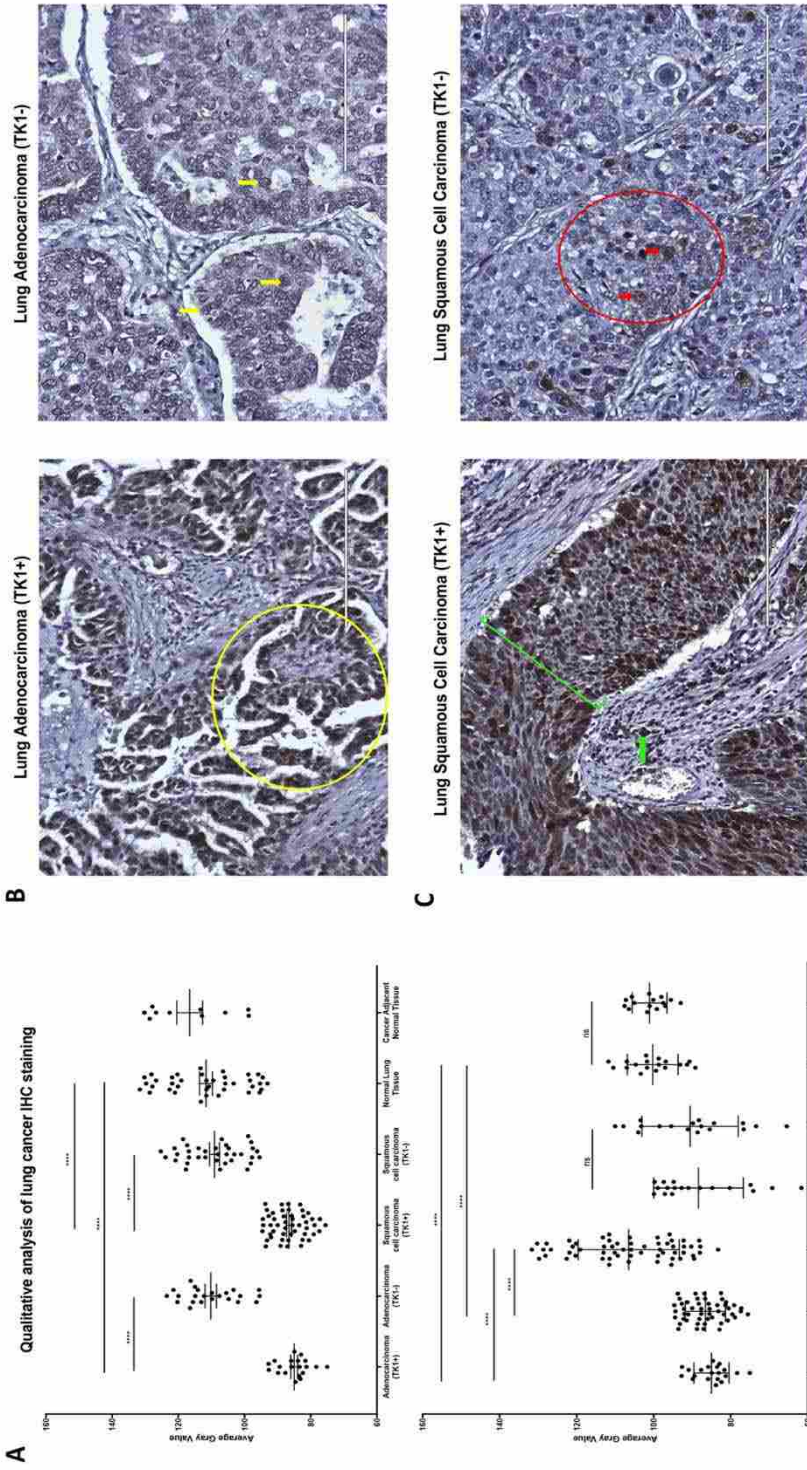 A
Qualitative analysis of lung cancer IHC staining
160
140
120
100
80
60
Average Gray Value
****
****
****
****
Adenocarcinoma
(TK1+)
Adenocarcinoma
(TK1-)
Squamous
cell carcinoma
(TK1+)
Squamous
cell carcinoma
(TK1-)
Normal Lung
Tissue
Cancer Adjacent
Normal Tissue
140
120
100
80
60
Average Gray Value
****
****
****
****
ns
ns
B
Lung Adenocarcinoma (TK1+)
Lung Adenocarcinoma (TK1-)
C
Lung Squamous Cell Carcinoma (TK1+)
Lung Squamous Cell Carcinoma (TK1-)